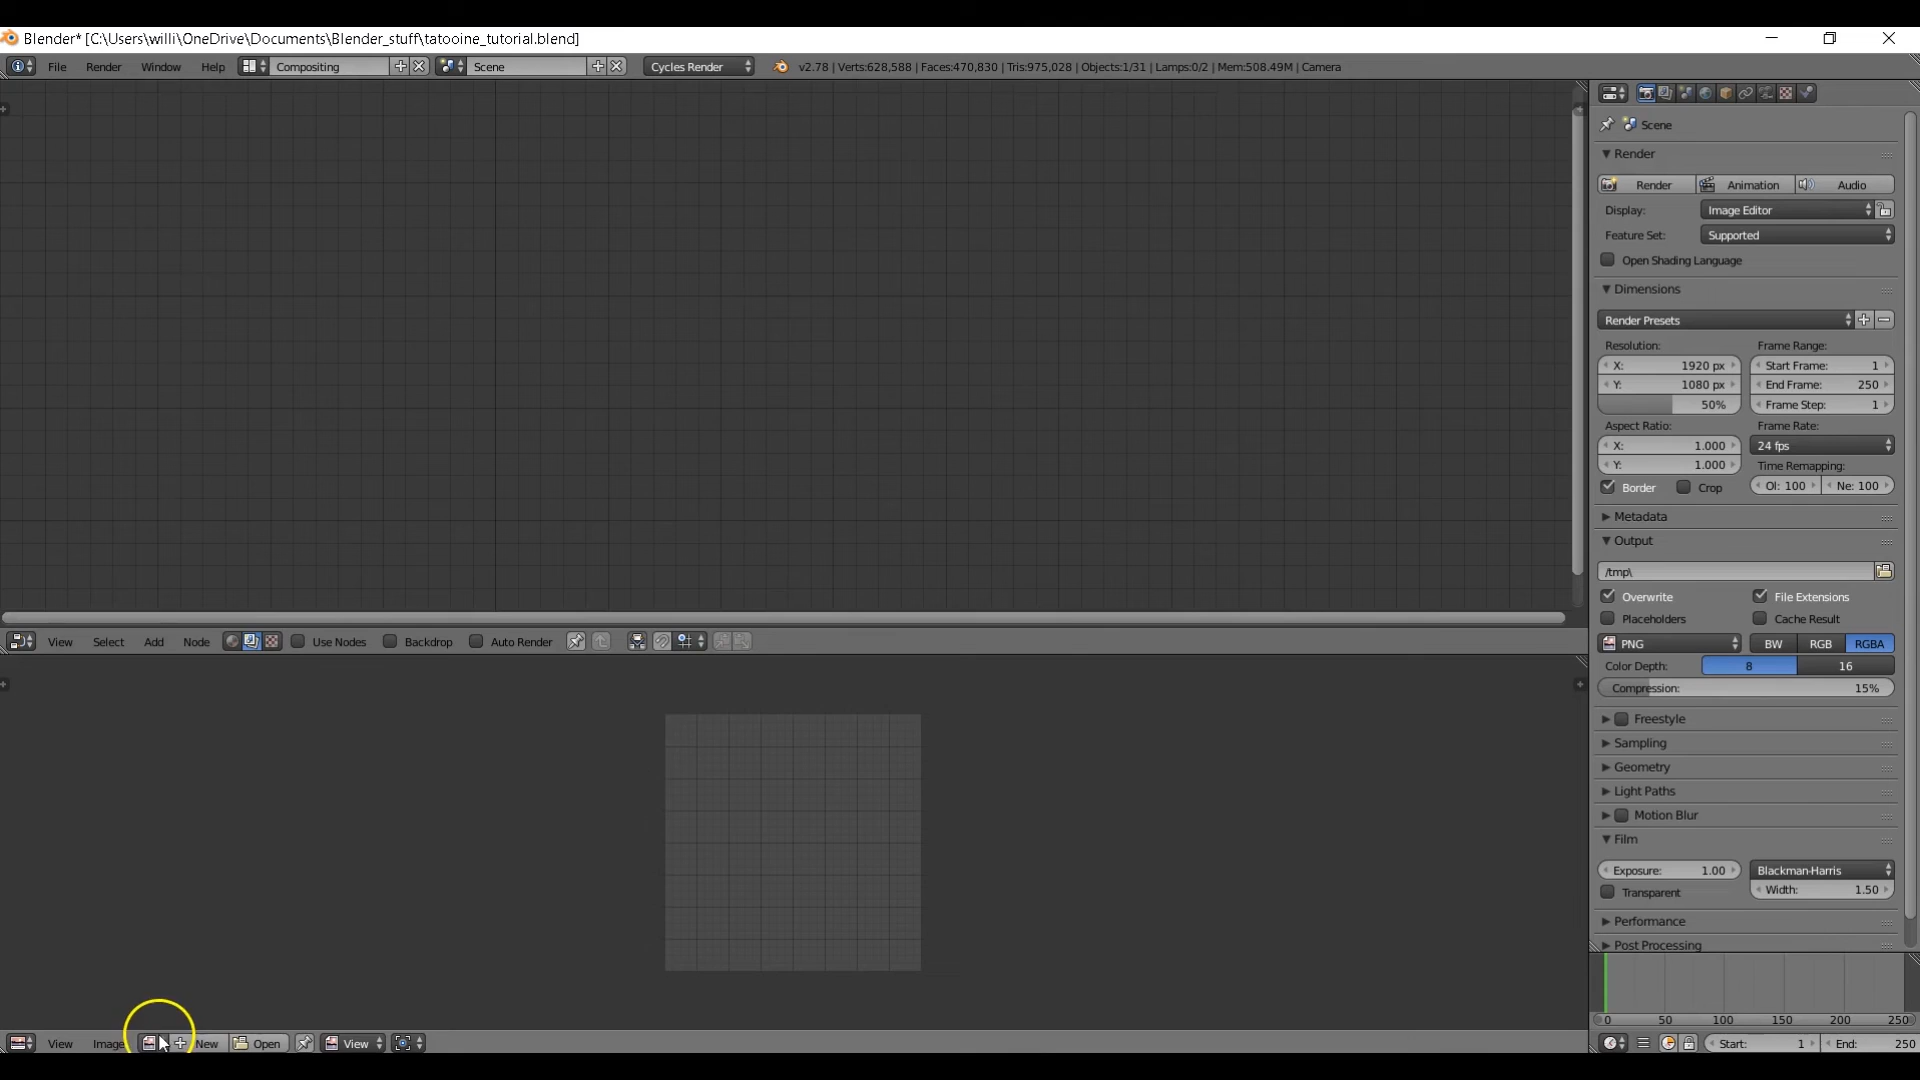 Blender* [C:\Users\willi\OneDrive\Documents\Blender_stuff\tatooine_tutorial.blend]
File Render Window Help Compositing Scene Cycles Render v2.78 | Verts:628,588 | Faces:470,830 | Tris:975,028 | Objects:1/31 | Lamps:0/2 | Mem:508.49M | Camera
Scene
Render
Render Animation Audio
Display: Image Editor
Feature Set: Supported
Open Shading Language
Dimensions
Render Presets
Resolution: Frame Range:
X: 1920 px Start Frame: 1
Y: 1080 px End Frame: 250
50% Frame Step: 1
Aspect Ratio: Frame Rate:
X: 1.000 24 fps
Y: 1.000 Time Remapping:
Border Crop Ol: 100 Ne: 100
Metadata
Output
/tmp\
Overwrite File Extensions
Placeholders Cache Result
View Select Add Node Use Nodes Backdrop Auto Render
PNG BW RGB RGBA
Color Depth: 8 16
Compression: 15%
Freestyle
Sampling
Geometry
Light Paths
Motion Blur
Film
Exposure: 1.00 Blackman-Harris
Transparent Width: 1.50
Performance
Post Processing
0 50 100 150 200 250
View Image New Open View
Start: 1 End: 250